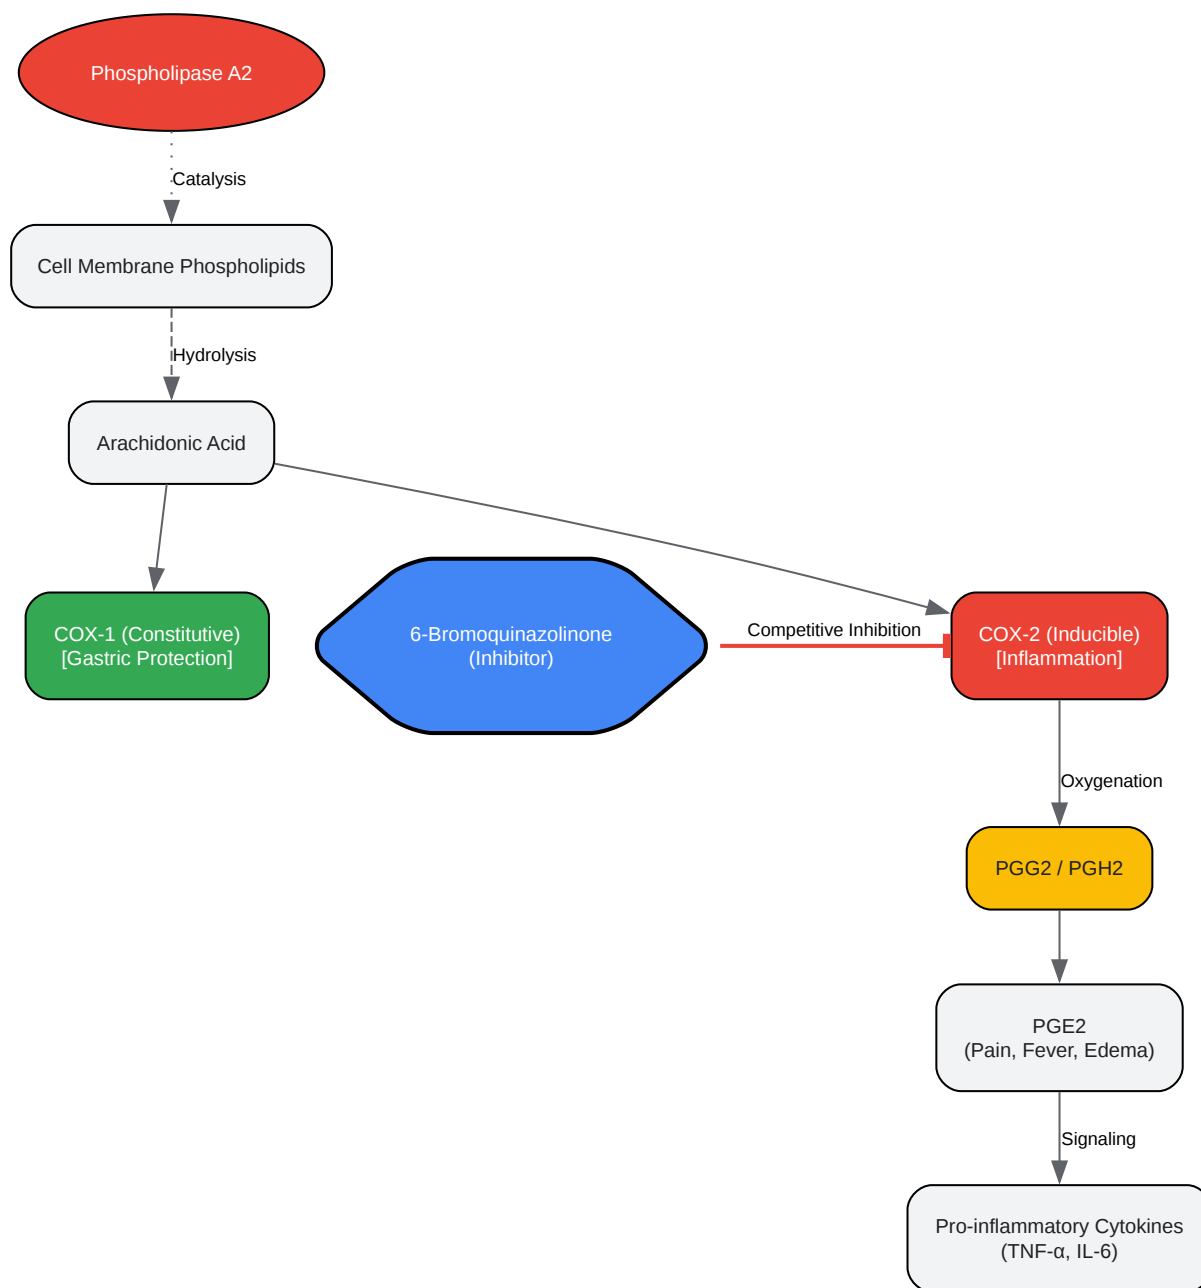 Phospholipase A2
Catalysis
Cell Membrane Phospholipids
Hydrolysis
Arachidonic Acid
COX-1 (Constitutive)
[Gastric Protection]
6-Bromoquinazolinone
(Inhibitor)
Competitive Inhibition
COX-2 (Inducible)
[Inflammation]
Oxygenation
PGG2 / PGH2
PGE2
(Pain, Fever, Edema)
Signaling
Pro-inflammatory Cytokines
(TNF-α, IL-6)